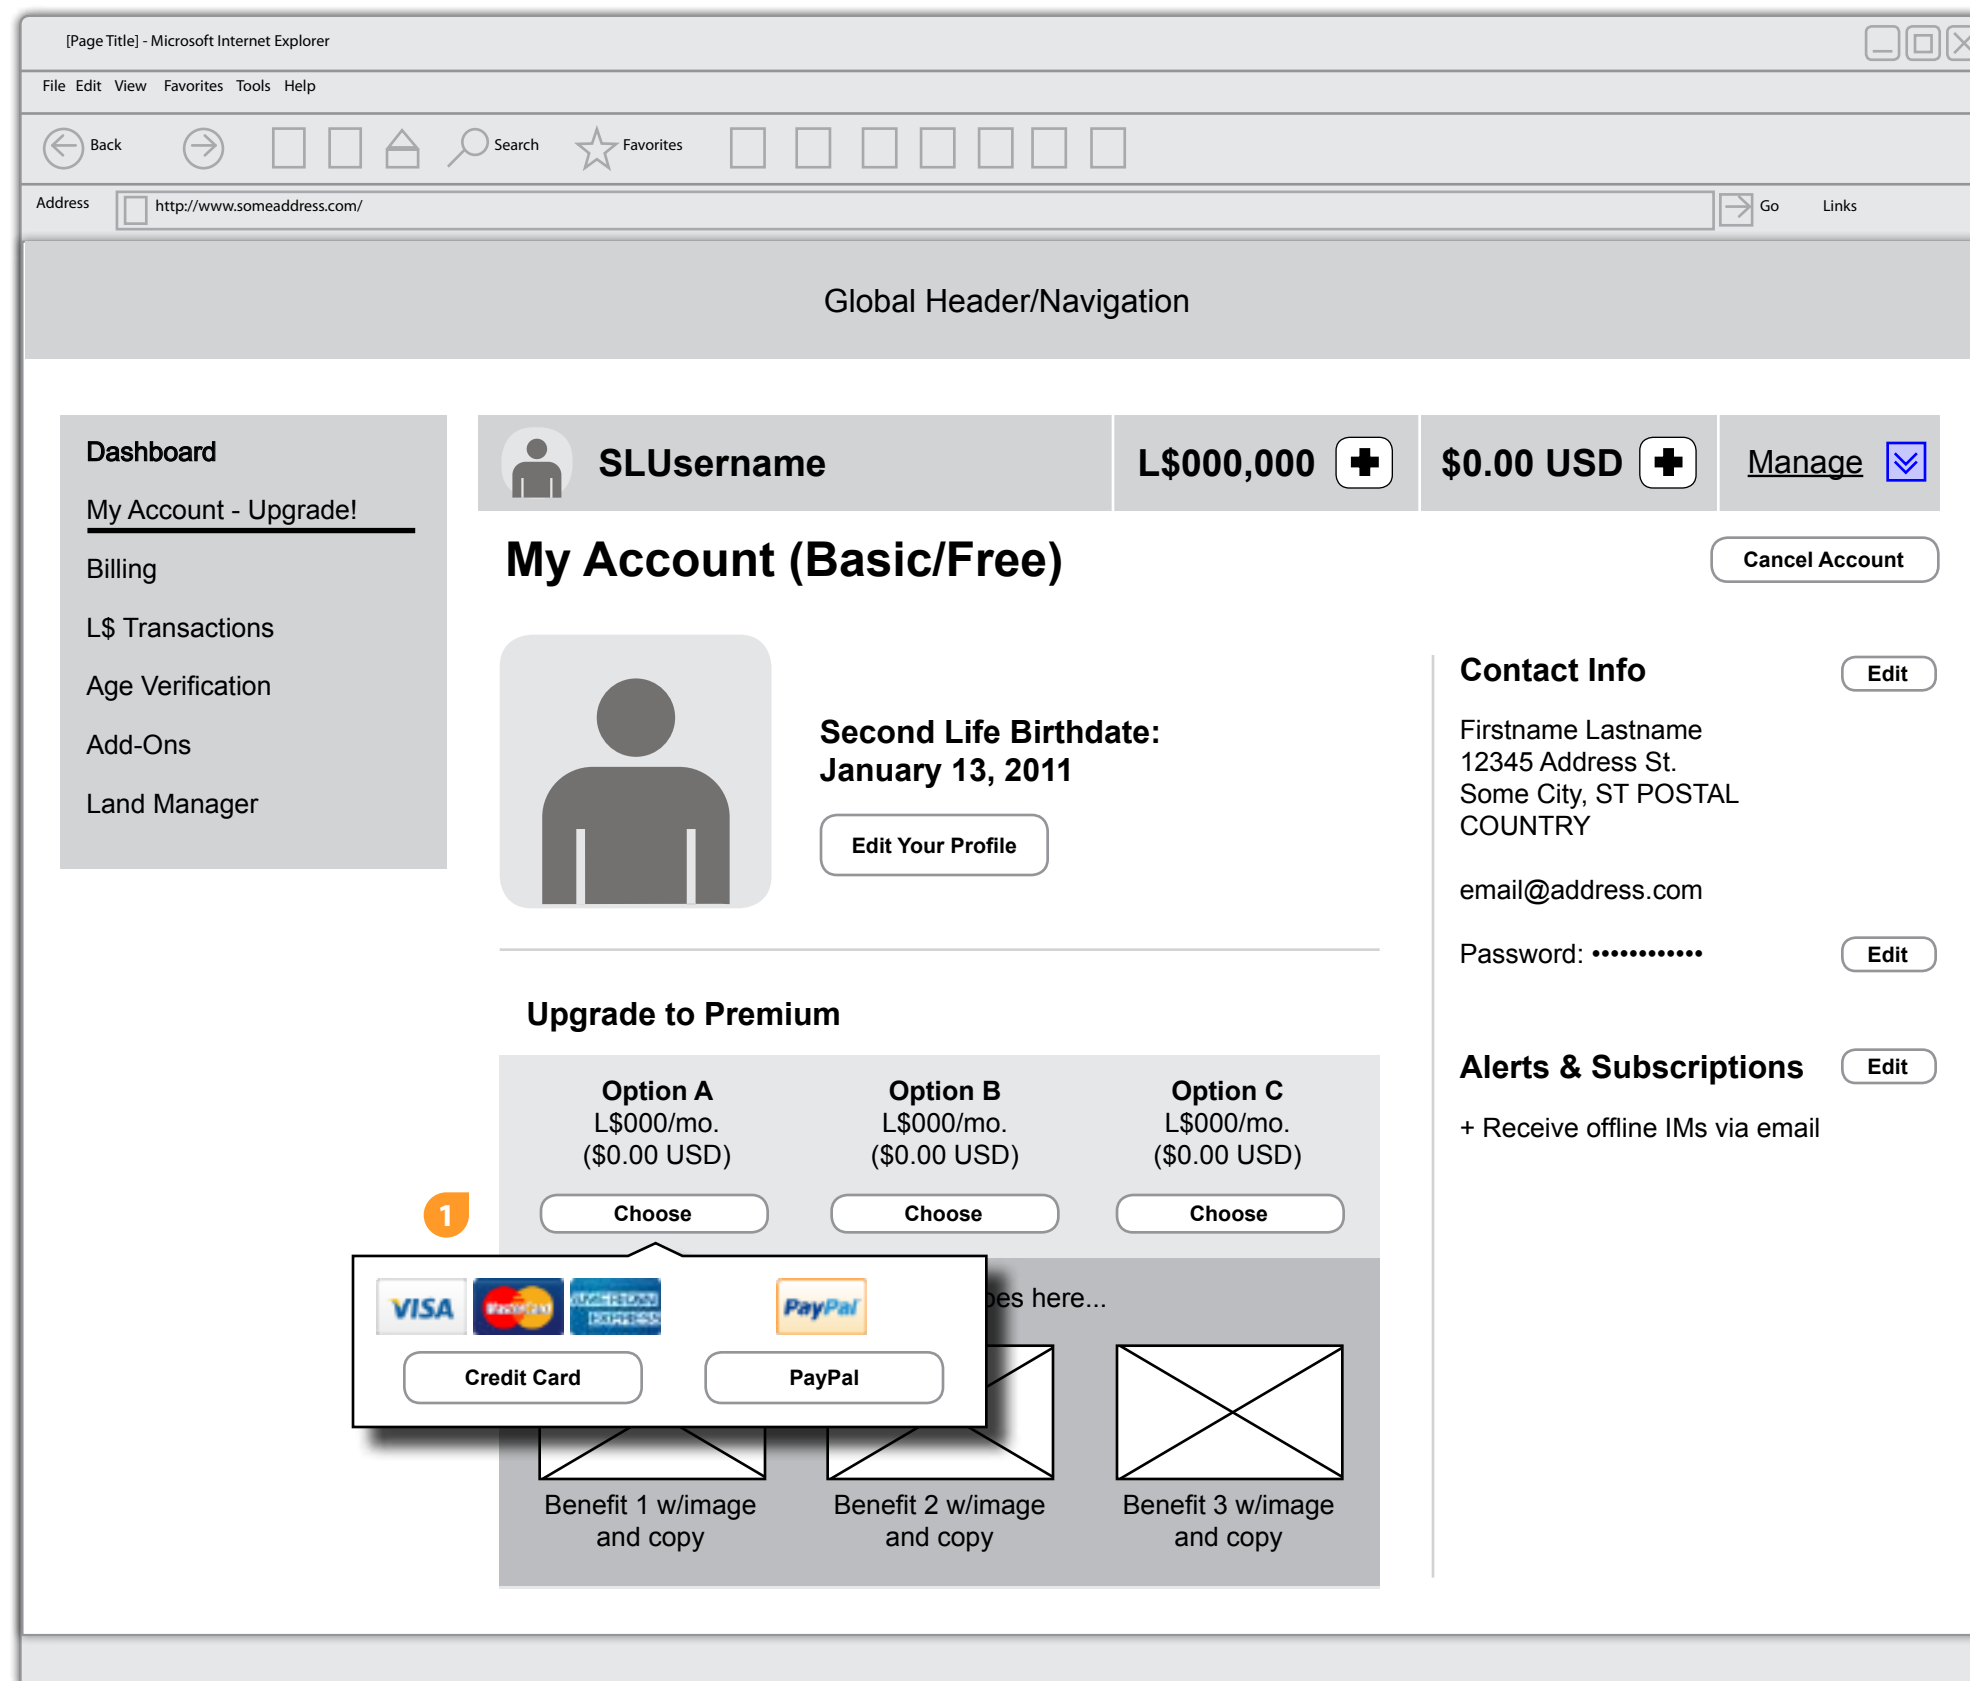 [Page Title] - Microsoft Internet Explorer
File Edit View Favorites Tools Help
Back Search Favorites
Address http://www.someaddress.com/ Go Links
Global Header/Navigation
Dashboard
My Account - Upgrade!
Billing
L$ Transactions
Age Verification
Add-Ons
Land Manager
SLUsername L$000,000 $0.00 USD Manage
My Account (Basic/Free) Cancel Account
Second Life Birthdate:
January 13, 2011
Edit Your Profile
Contact Info Edit
Firstname Lastname
12345 Address St.
Some City, ST POSTAL
COUNTRY
email@address.com
Password: •••••••••••• Edit
Alerts & Subscriptions Edit
+ Receive offline IMs via email
Upgrade to Premium
Option A Option B Option C
L$000/mo. L$000/mo. L$000/mo.
($0.00 USD) ($0.00 USD) ($0.00 USD)
1
Choose Choose Choose
VISA MasterCard AMERICAN EXPRESS PayPal
here...
Credit Card PayPal
Benefit 1 w/image Benefit 2 w/image Benefit 3 w/image
and copy and copy and copy